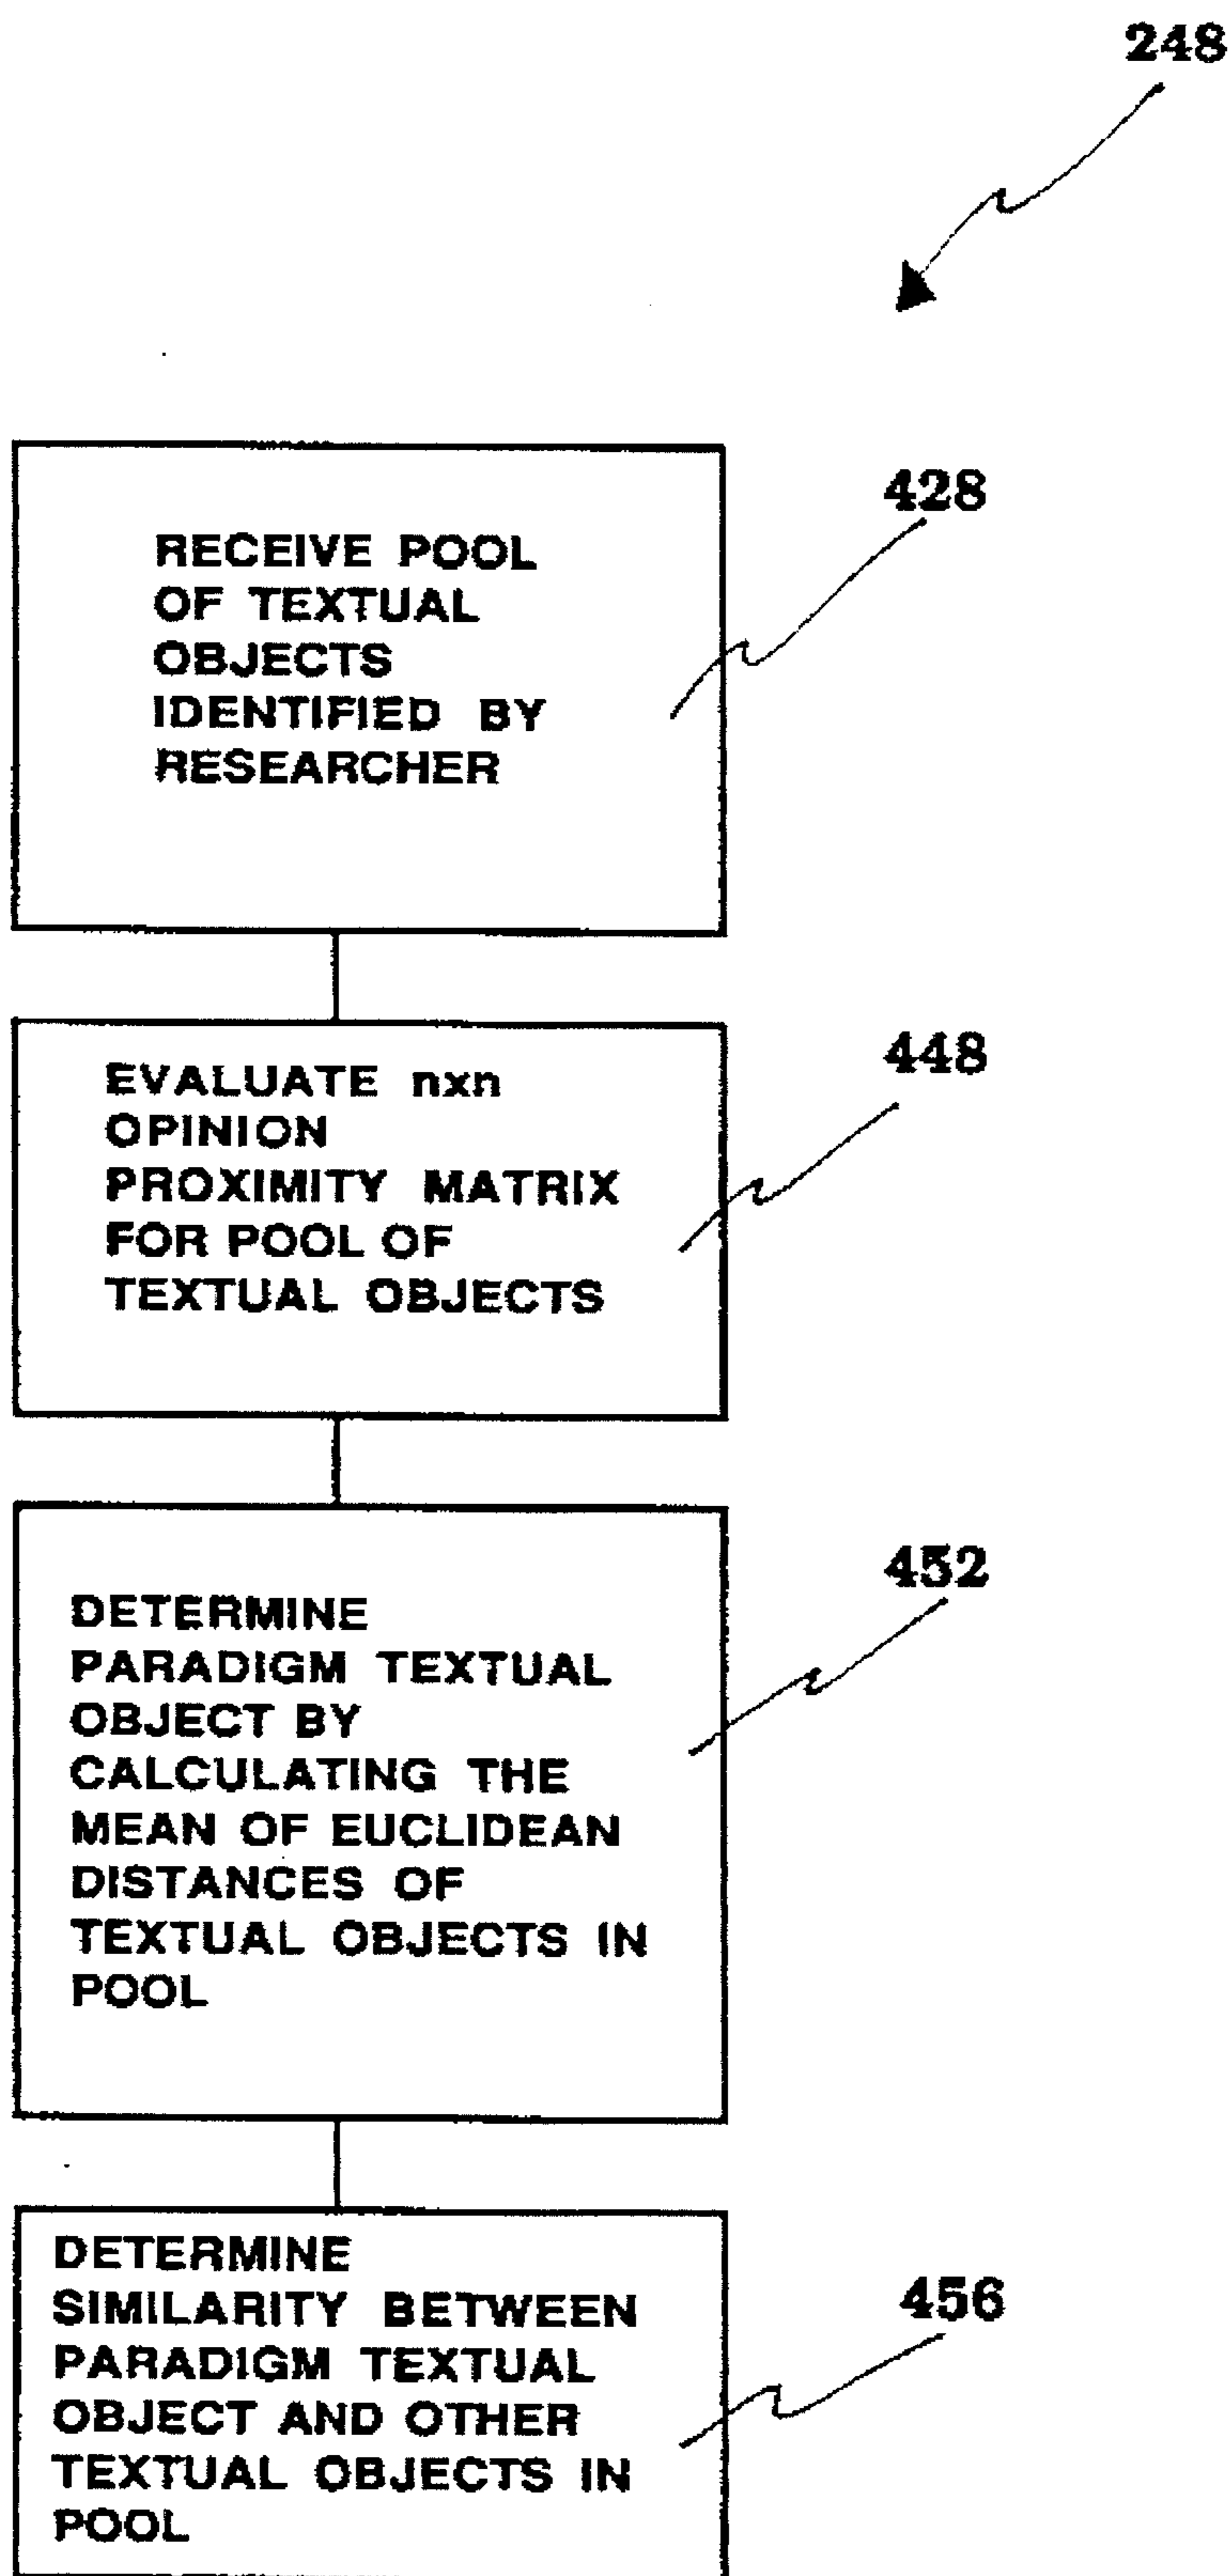 248
428
RECEIVE POOL
OF TEXTUAL
OBJECTS
IDENTIFIED BY
RESEARCHER
448
EVALUATE nxn
OPINION
PROXIMITY MATRIX
FOR POOL OF
TEXTUAL OBJECTS
452
DETERMINE
PARADIGM TEXTUAL
OBJECT BY
CALCULATING THE
MEAN OF EUCLIDEAN
DISTANCES OF
TEXTUAL OBJECTS IN
POOL
456
DETERMINE
SIMILARITY BETWEEN
PARADIGM TEXTUAL
OBJECT AND OTHER
TEXTUAL OBJECTS IN
POOL